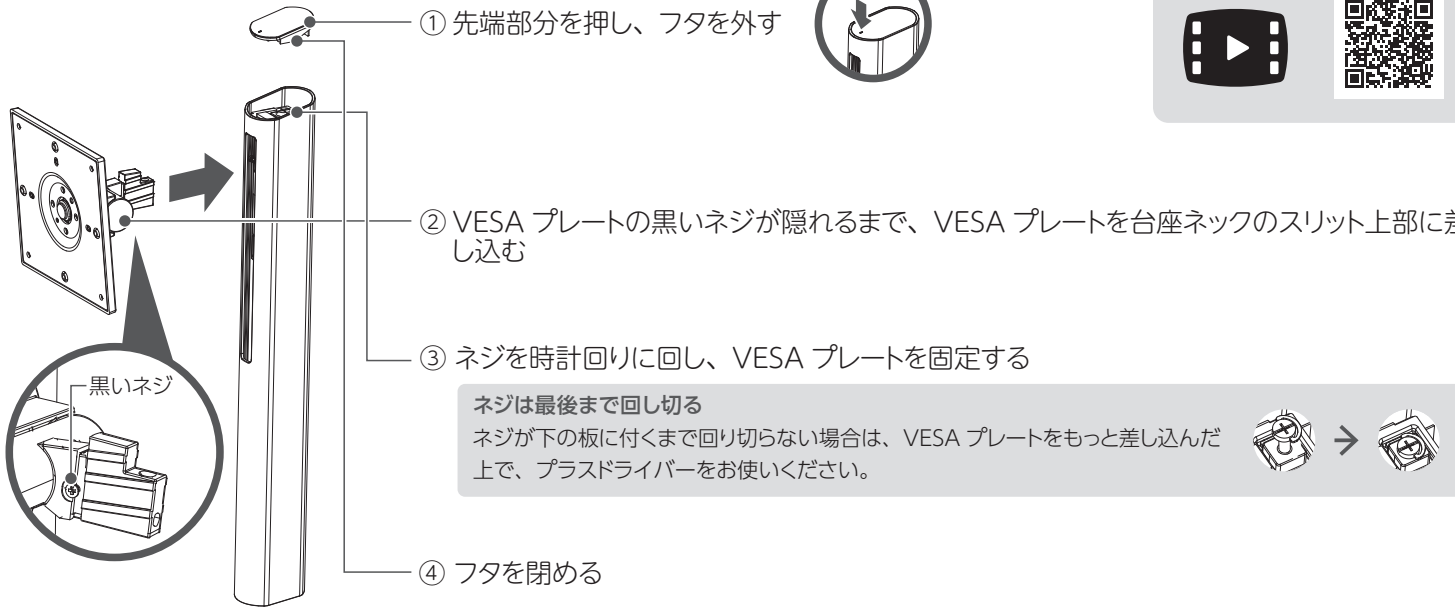 ① 先端部分を押し、フタを外す
② VESA プレートの黒いネジが隠れるまで、VESA プレートを台座ネックのスリット上部に差
し込む
黒いネジ
③ ネジを時計回りに回し、VESA プレートを固定する
ネジは最後まで回し切る
ネジが下の板に付くまで回り切らない場合は、VESA プレートをもっと差し込んだ
上で、プラスドライバーをお使いください。
④ フタを閉める